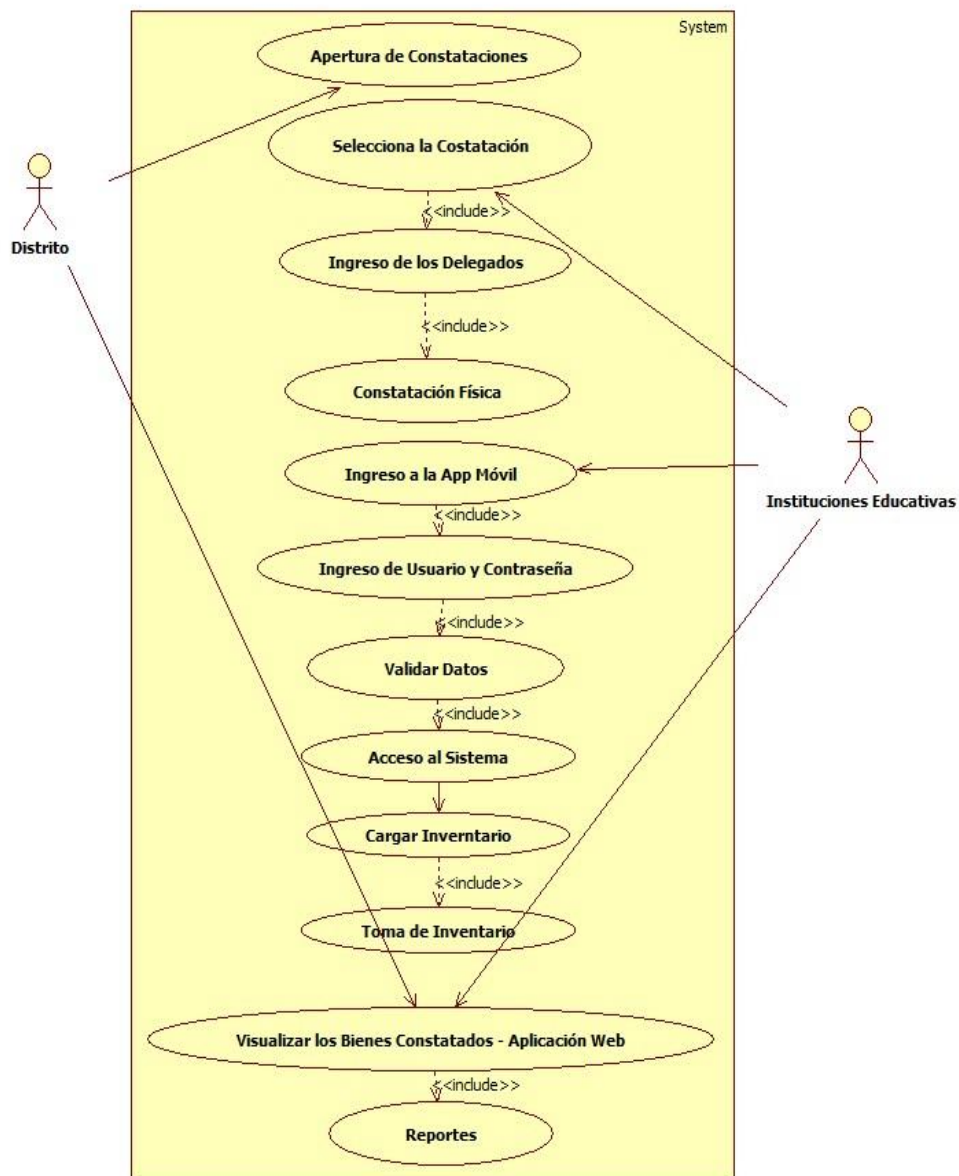 System
Apertura de Constataciones
Selecciona la Costatación
<<include>>
Distrito
Ingreso de los Delegados
<<include>>
Constatación Física
Ingreso a la App Móvil
Instituciones Educativas
<<include>>
Ingreso de Usuario y Contraseña
<<include>>
Validar Datos
<<include>>
Acceso al Sistema
Cargar Inverntario
<<include>>
Toma de Inventario
Visualizar los Bienes Constatados - Aplicación Web
<<include>>
Reportes